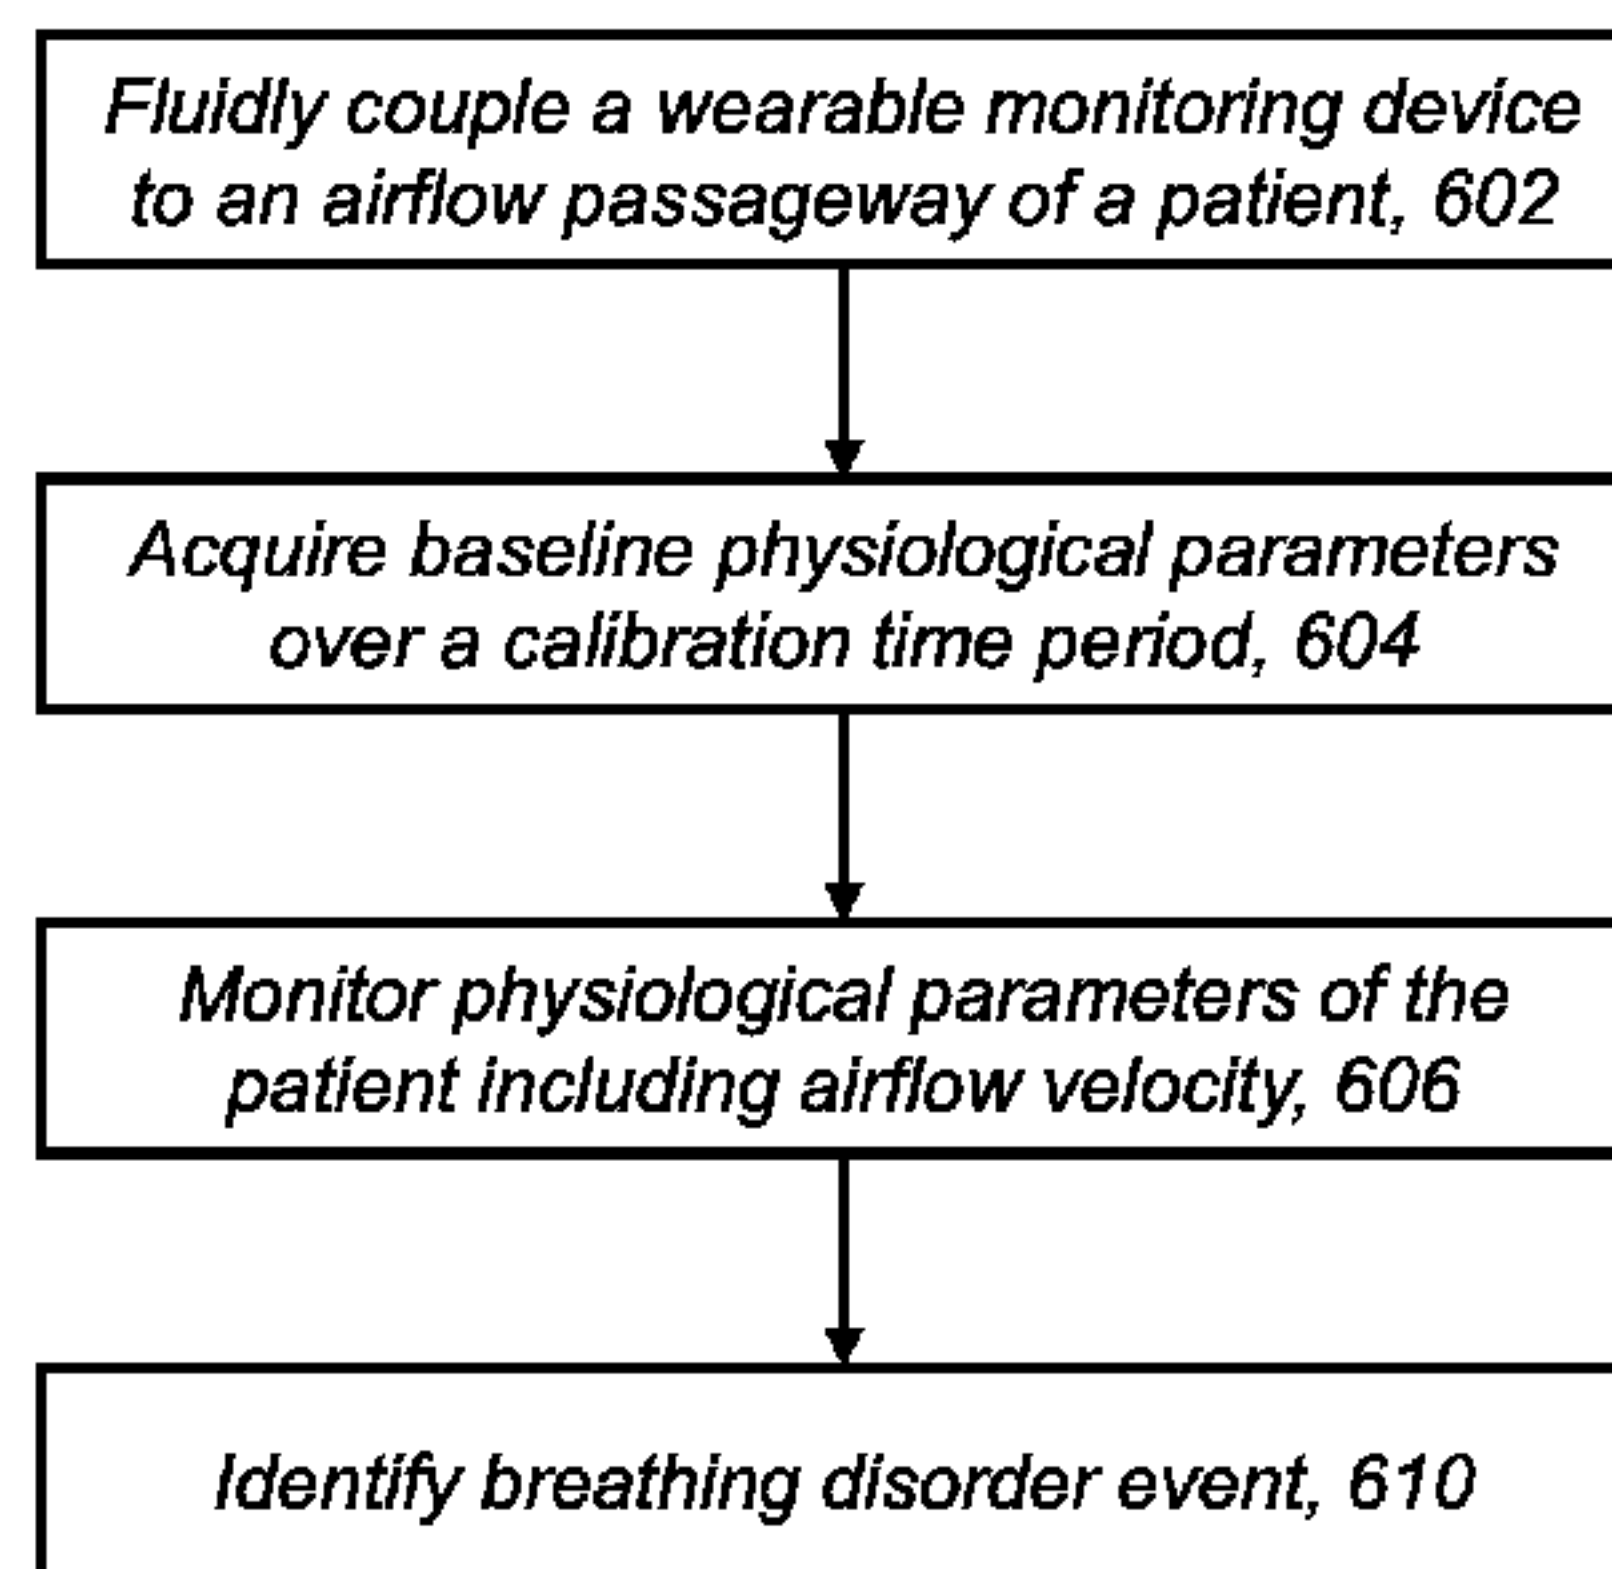 Fluidly couple a wearable monitoring device
to an airflow passageway of a patient, 602
Acquire baseline physiological parameters
over a calibration time period, 604
Monitor physiological parameters of the
patient including airflow velocity, 606
Identify breathing disorder event, 610